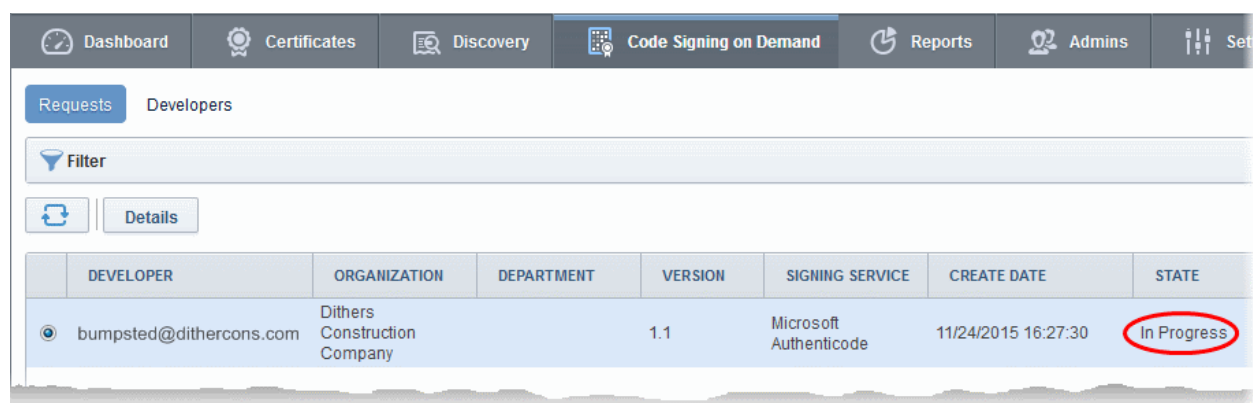 Dashboard Certificates Discovery Code Signing on Demand Reports Admins Set
Requests Developers
Filter
Details
DEVELOPER ORGANIZATION DEPARTMENT VERSION SIGNING SERVICE CREATE DATE STATE
bumpsted@dithercons.com Dithers Construction Company 1.1 Microsoft Authenticode 11/24/2015 16:27:30 In Progress